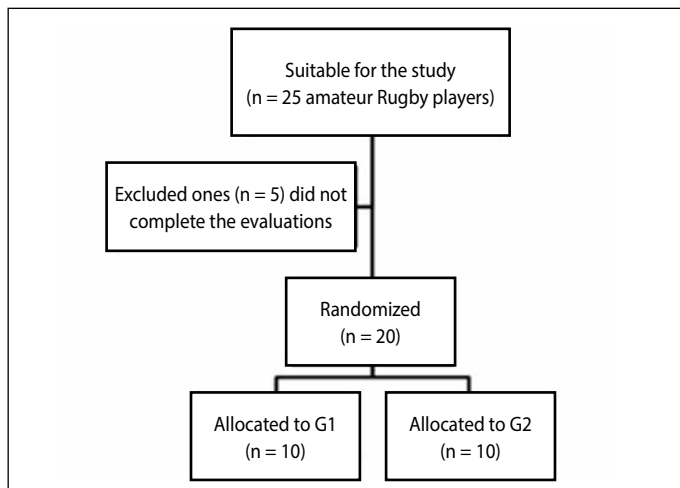 Suitable for the study
(n = 25 amateur Rugby players)
Excluded ones (n = 5) did not
complete the evaluations
Randomized
(n = 20)
Allocated to G1
(n = 10)
Allocated to G2
(n = 10)